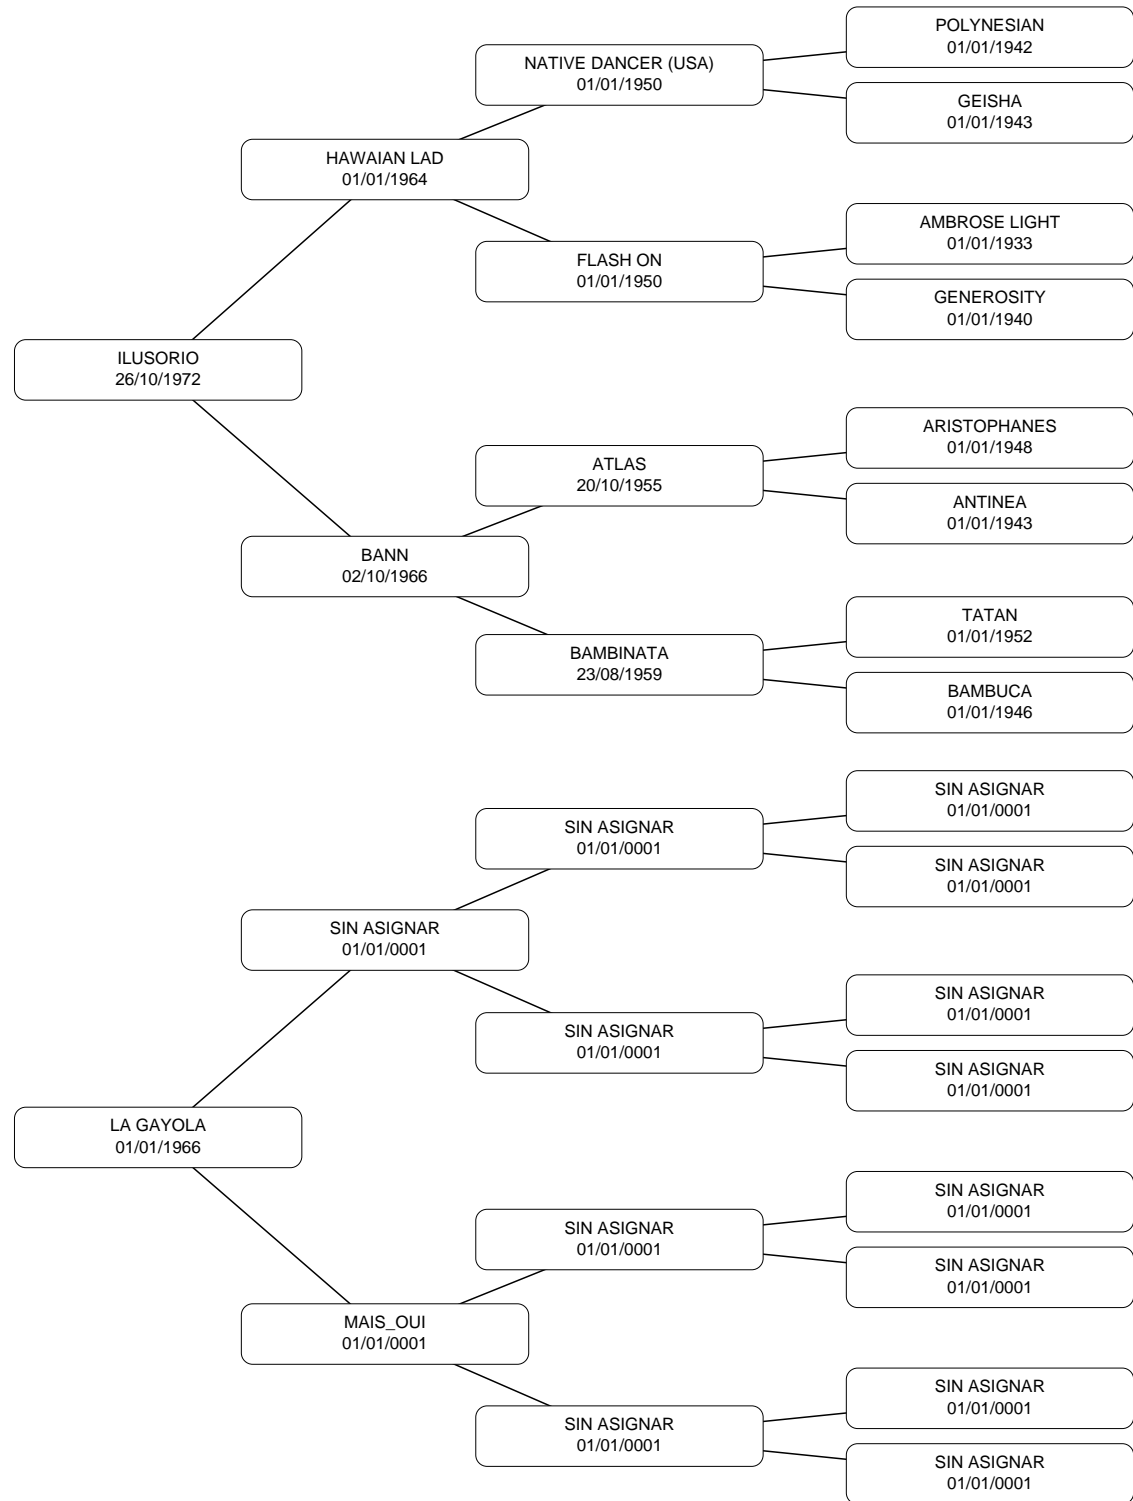 POLYNESIAN
01/01/1942
NATIVE DANCER (USA)
01/01/1950
GEISHA
01/01/1943
HAWAIAN LAD
01/01/1964
AMBROSE LIGHT
01/01/1933
FLASH ON
01/01/1950
GENEROSITY
01/01/1940
ILUSORIO
26/10/1972
ARISTOPHANES
01/01/1948
ATLAS
20/10/1955
ANTINEA
01/01/1943
BANN
02/10/1966
TATAN
01/01/1952
BAMBINATA
23/08/1959
BAMBUCA
01/01/1946
SIN ASIGNAR
01/01/0001
SIN ASIGNAR
01/01/0001
SIN ASIGNAR
01/01/0001
SIN ASIGNAR
01/01/0001
SIN ASIGNAR
01/01/0001
SIN ASIGNAR
01/01/0001
SIN ASIGNAR
01/01/0001
LA GAYOLA
01/01/1966
SIN ASIGNAR
01/01/0001
SIN ASIGNAR
01/01/0001
SIN ASIGNAR
01/01/0001
MAIS_OUI
01/01/0001
SIN ASIGNAR
01/01/0001
SIN ASIGNAR
01/01/0001
SIN ASIGNAR
01/01/0001